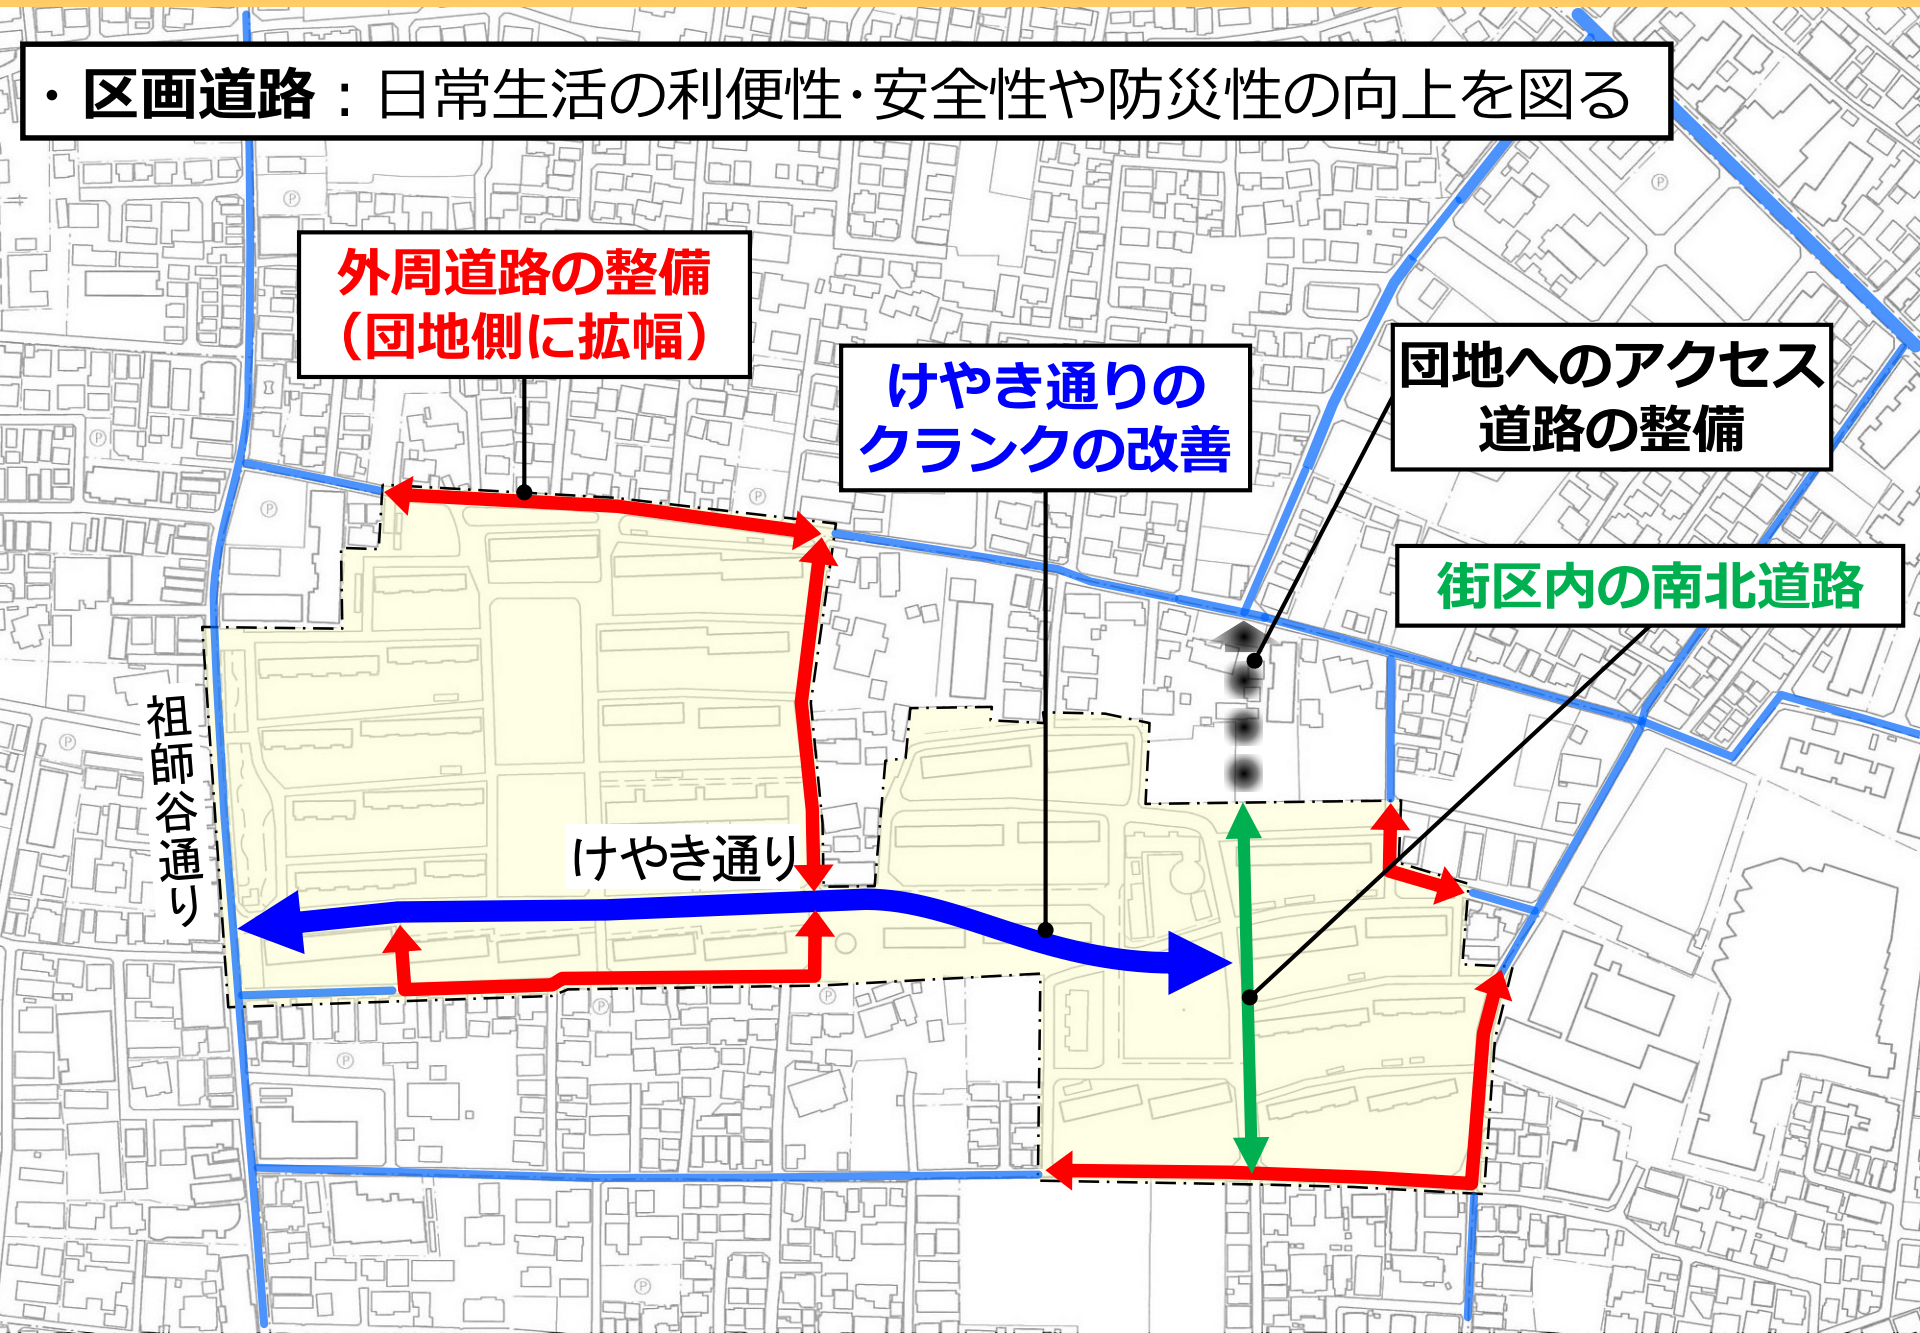 ・区画道路：日常生活の利便性･安全性や防災性の向上を図る
外周道路の整備
（団地側に拡幅）
けやき通りの
クランクの改善
団地へのアクセス
道路の整備
街区内の南北道路
祖師谷通り
けやき通り
Ⓟ
Ⓟ
Ⓟ
Ⓟ
Ⓟ
Ⓟ
Ⓟ
Ⓟ
Ⓟ
Ⓟ